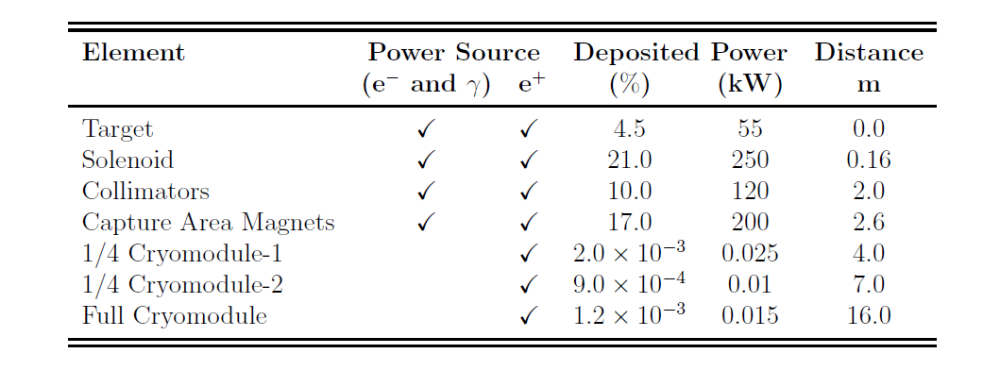 Element Power Source Deposited Power Distance
(e⁻ and γ) e⁺ (%) (kW) m
Target ✓ ✓ 4.5 55 0.0
Solenoid ✓ ✓ 21.0 250 0.16
Collimators ✓ ✓ 10.0 120 2.0
Capture Area Magnets ✓ ✓ 17.0 200 2.6
1/4 Cryomodule-1 ✓ 2.0 × 10⁻³ 0.025 4.0
1/4 Cryomodule-2 ✓ 9.0 × 10⁻⁴ 0.01 7.0
Full Cryomodule ✓ 1.2 × 10⁻³ 0.015 16.0